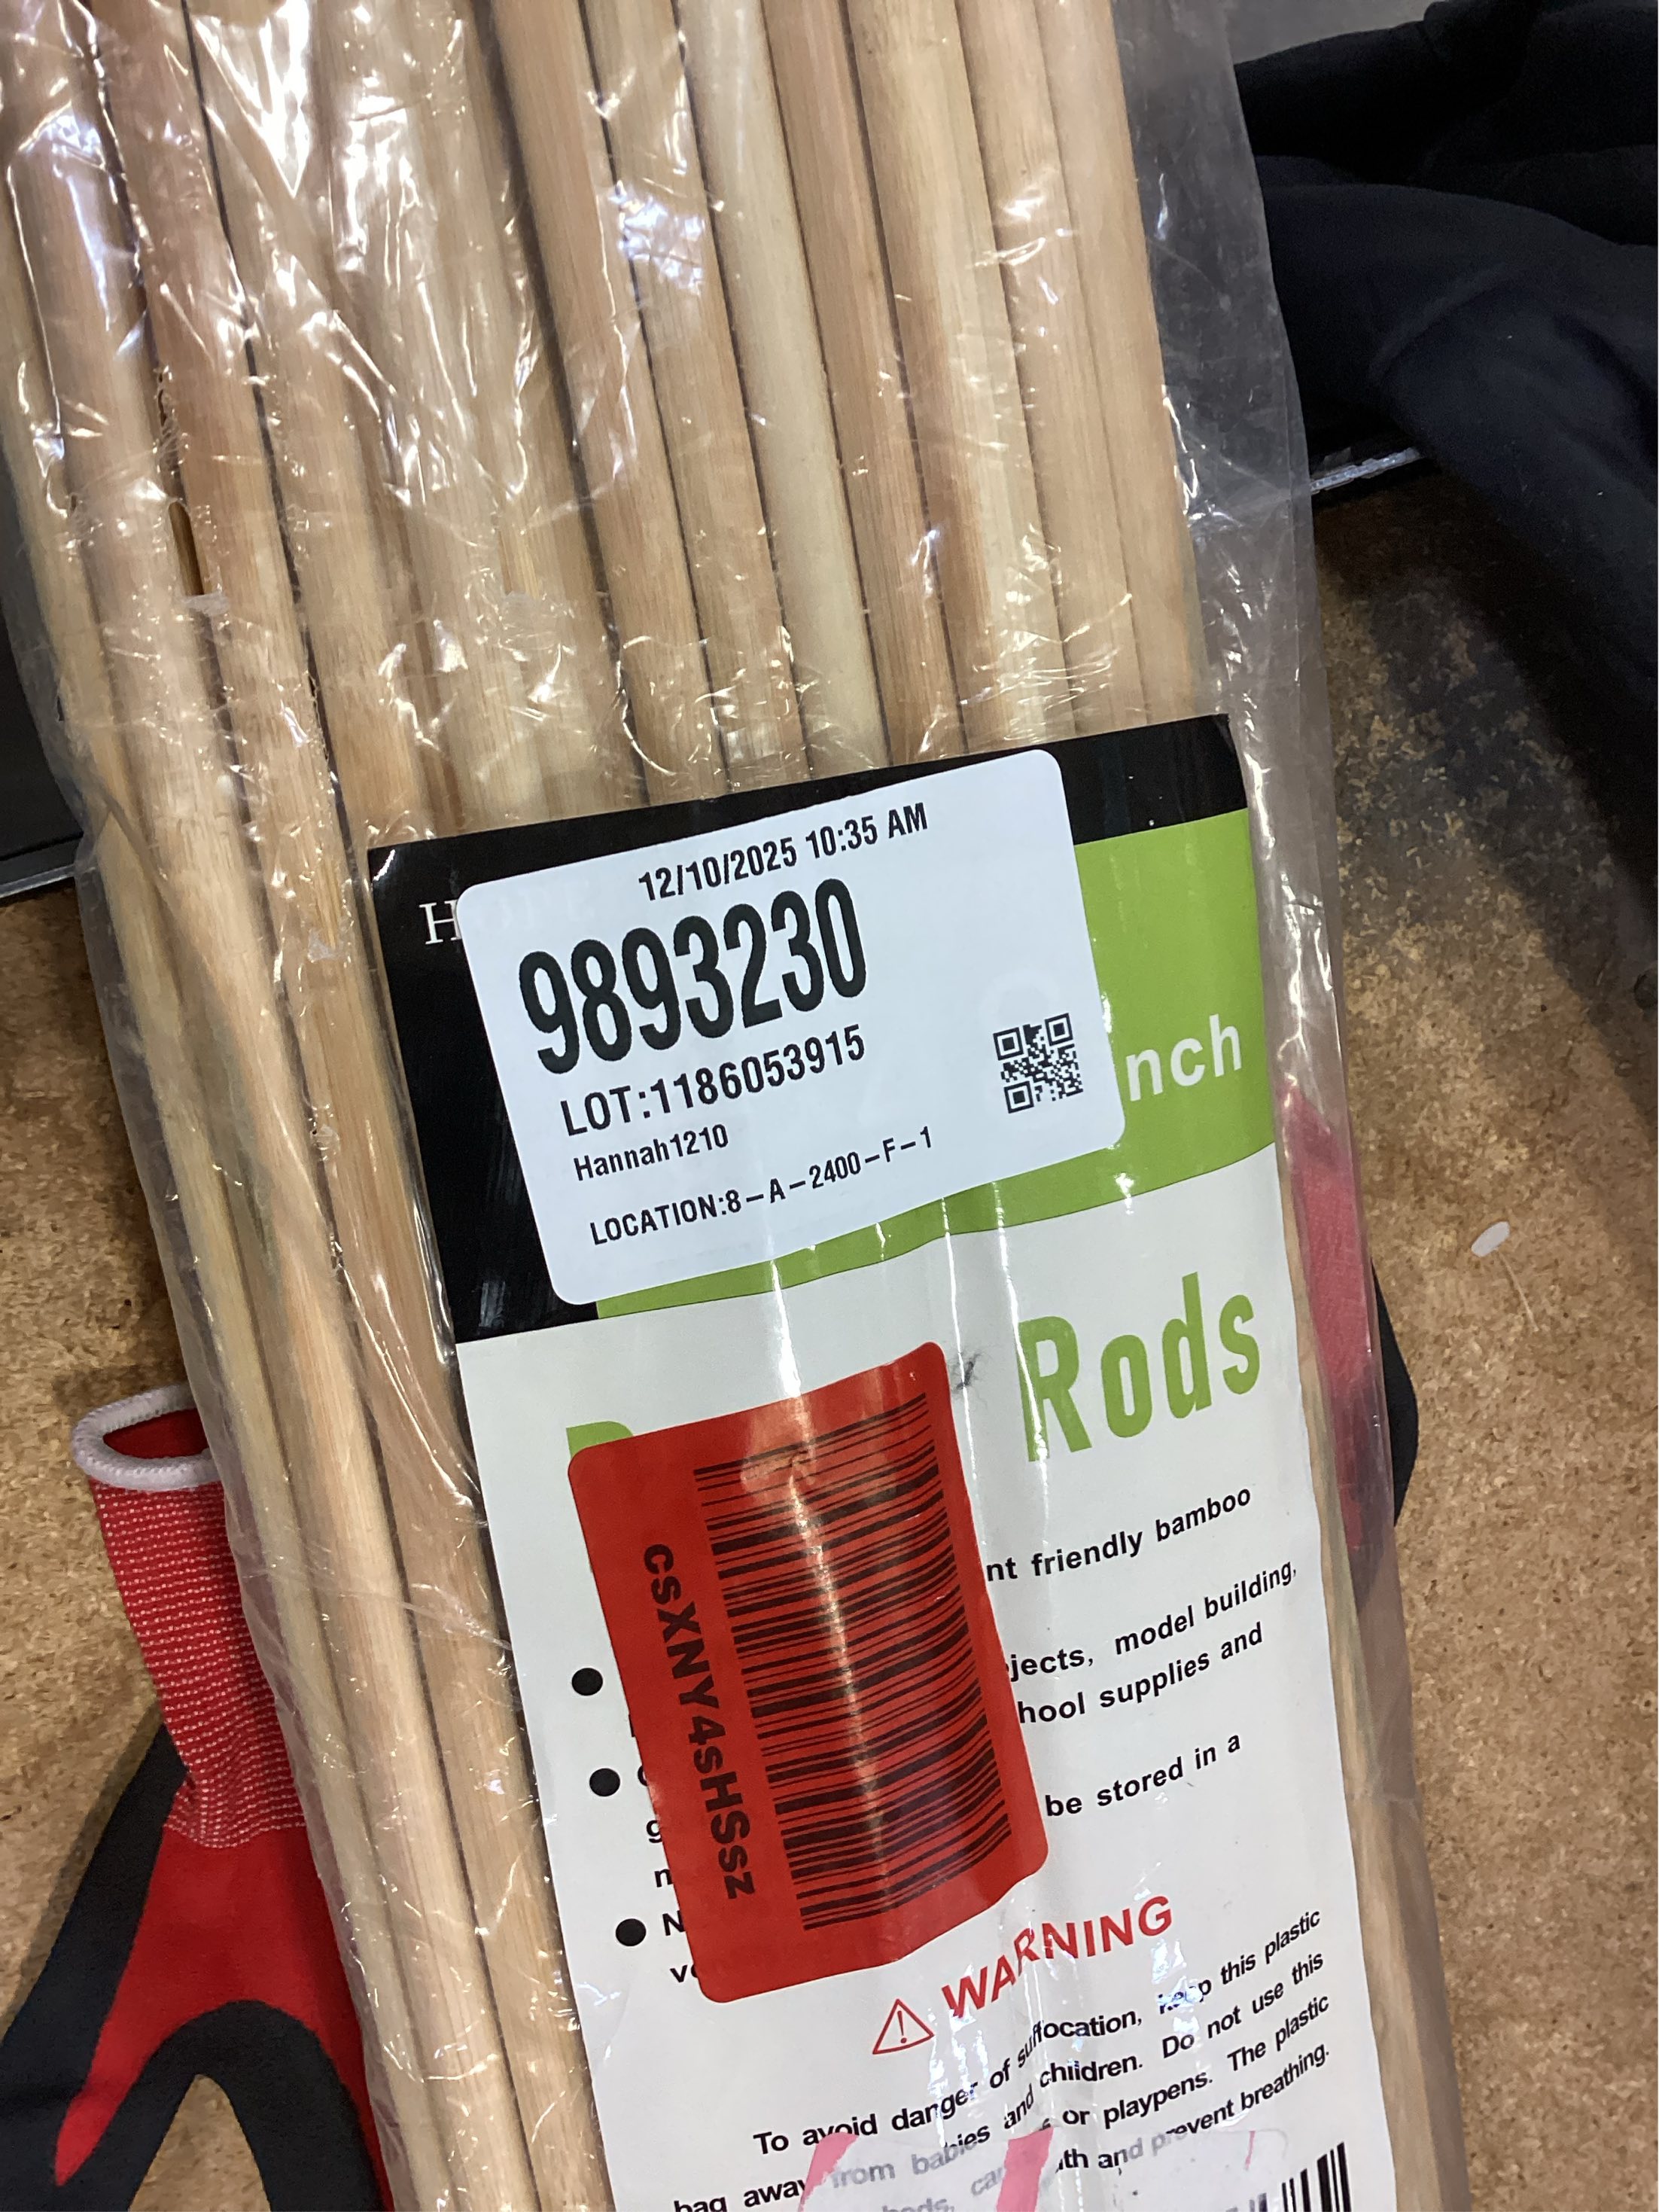 12/10/2025 10:35 AM
9893230
LOT:1186053915
Hannah1210
LOCATION:8-A-2400-F-1
nch
Rods
csXNY4sHSsz
nt friendly bamboo
jects, model building,
hool supplies and
be stored in a
WARNING
To avoid danger of suffocation, keep this plastic
bag away from babies and children. Do not use this
or playpens. The plastic
and prevent breathing.